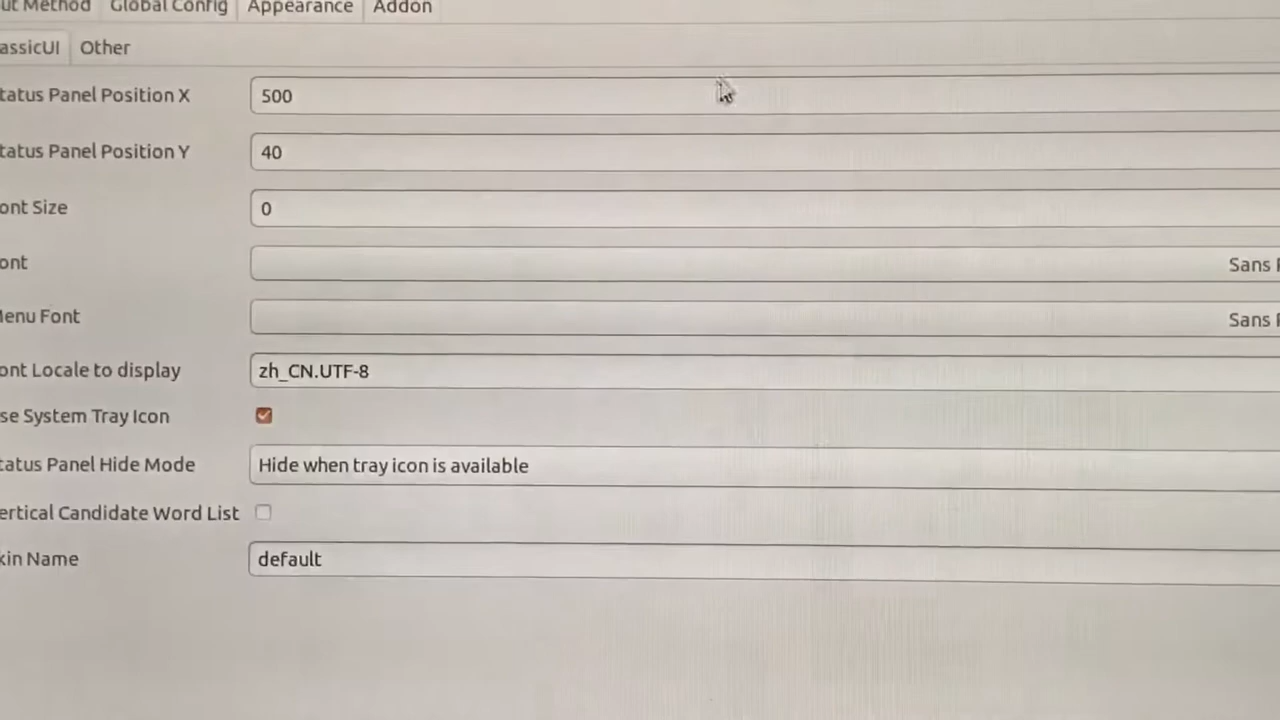 ut Method Global Config Appearance Addon
assicUI Other
tatus Panel Position X 500
tatus Panel Position Y 40
ont Size 0
ont Sans
enu Font Sans
ont Locale to display zh_CN.UTF-8
se System Tray Icon
tatus Panel Hide Mode Hide when tray icon is available
ertical Candidate Word List
kin Name default